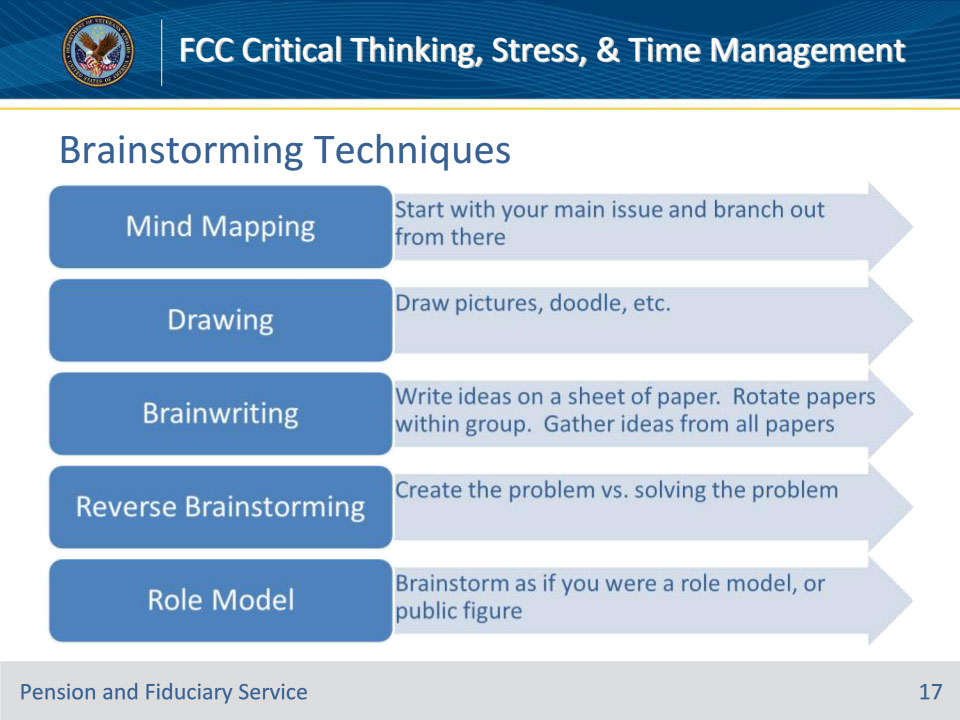 FCC Critical Thinking, Stress, & Time Management
Brainstorming Techniques
Mind Mapping
Start with your main issue and branch out
from there
Drawing
Draw pictures, doodle, etc.
Brainwriting
Write ideas on a sheet of paper.  Rotate papers
within group.  Gather ideas from all papers
Reverse Brainstorming
Create the problem vs. solving the problem
Role Model
Brainstorm as if you were a role model, or
public figure
Pension and Fiduciary Service
17